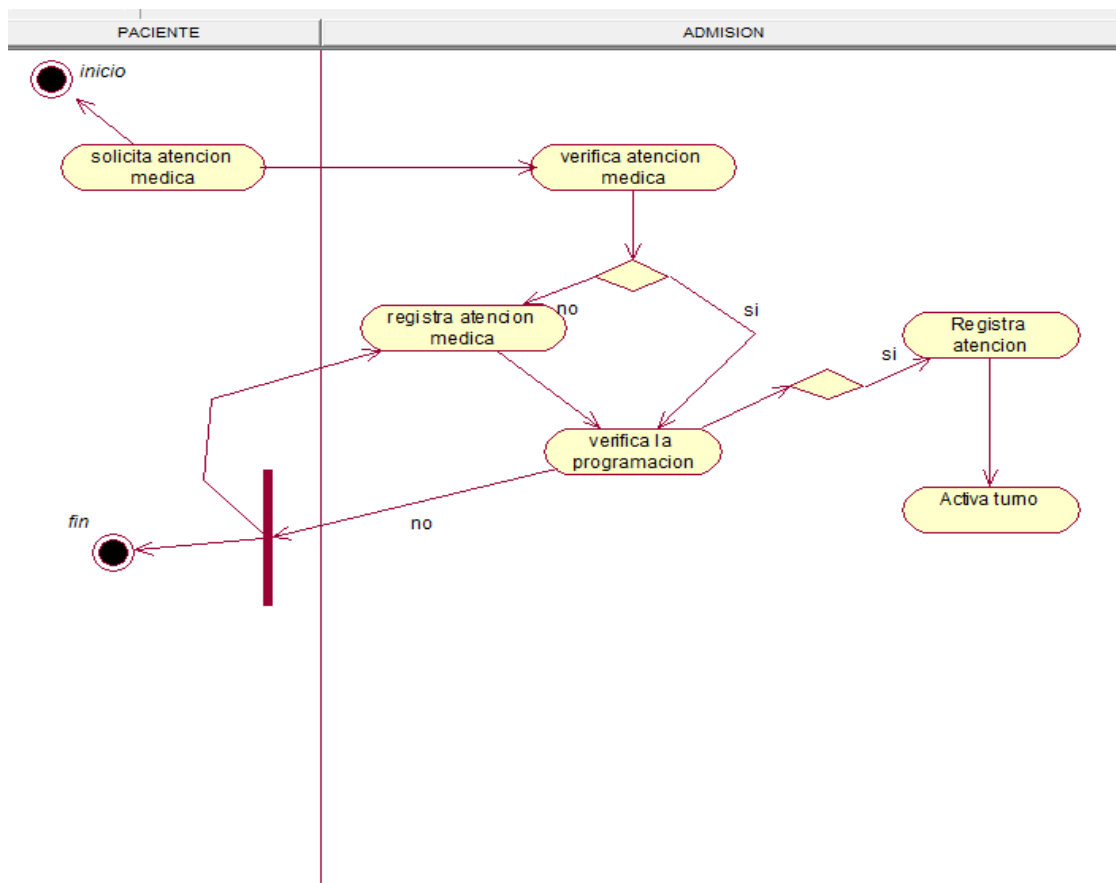 PACIENTE
ADMISION
inicio
solicita atencion
medica
verifica atencion
medica
no
si
registra atencion
medica
Registra
atencion
si
verifica la
programacion
Activa turno
no
fin